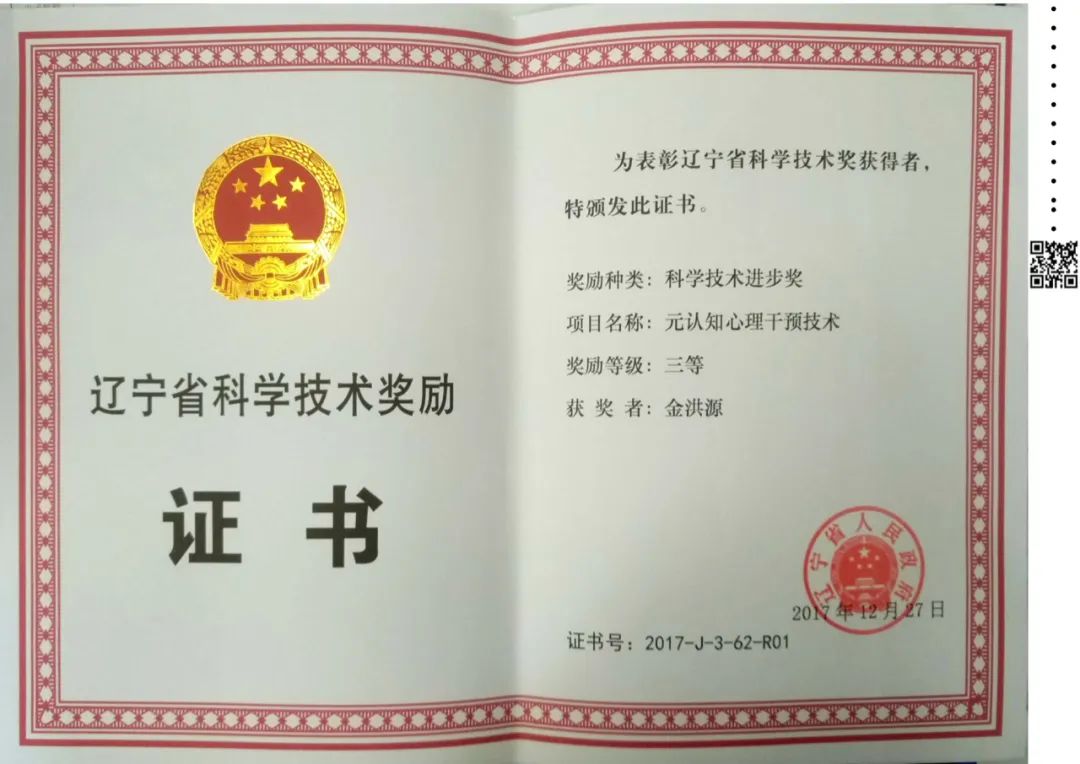 辽宁省科学技术奖励
证书
为表彰辽宁省科学技术奖获得者，
特颁发此证书。
奖励种类：科学技术进步奖
项目名称：元认知心理干预技术
奖励等级：三等
获 奖 者：金洪源
辽宁省人民政府
2017年12月27日
证书号：2017-J-3-62-R01